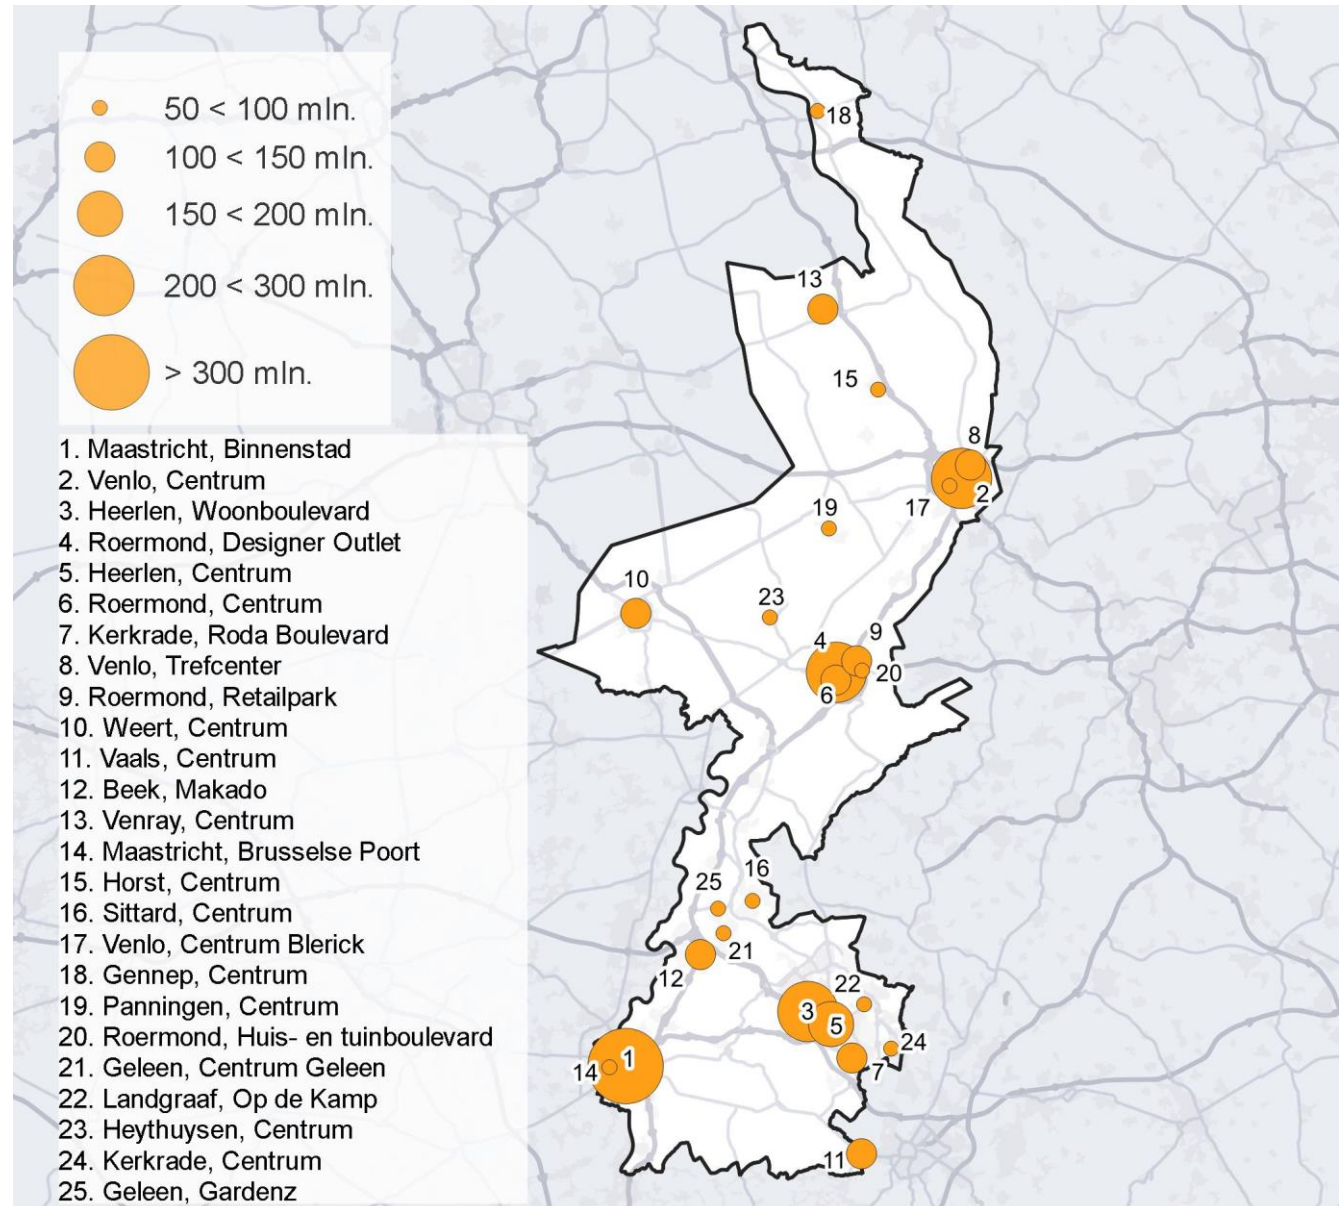 50 < 100 mln.
100 < 150 mln.
150 < 200 mln.
200 < 300 mln.
> 300 mln.
1. Maastricht, Binnenstad
2. Venlo, Centrum
3. Heerlen, Woonboulevard
4. Roermond, Designer Outlet
5. Heerlen, Centrum
6. Roermond, Centrum
7. Kerkrade, Roda Boulevard
8. Venlo, Trefcenter
9. Roermond, Retailpark
10. Weert, Centrum
11. Vaals, Centrum
12. Beek, Makado
13. Venray, Centrum
14. Maastricht, Brusselse Poort
15. Horst, Centrum
16. Sittard, Centrum
17. Venlo, Centrum Blerick
18. Gennep, Centrum
19. Panningen, Centrum
20. Roermond, Huis- en tuinboulevard
21. Geleen, Centrum Geleen
22. Landgraaf, Op de Kamp
23. Heythuysen, Centrum
24. Kerkrade, Centrum
25. Geleen, Gardenz
18
13
15
8
2
17
19
10
23
9
4
20
6
16
25
21
12
22
3
5
24
1
14
7
11